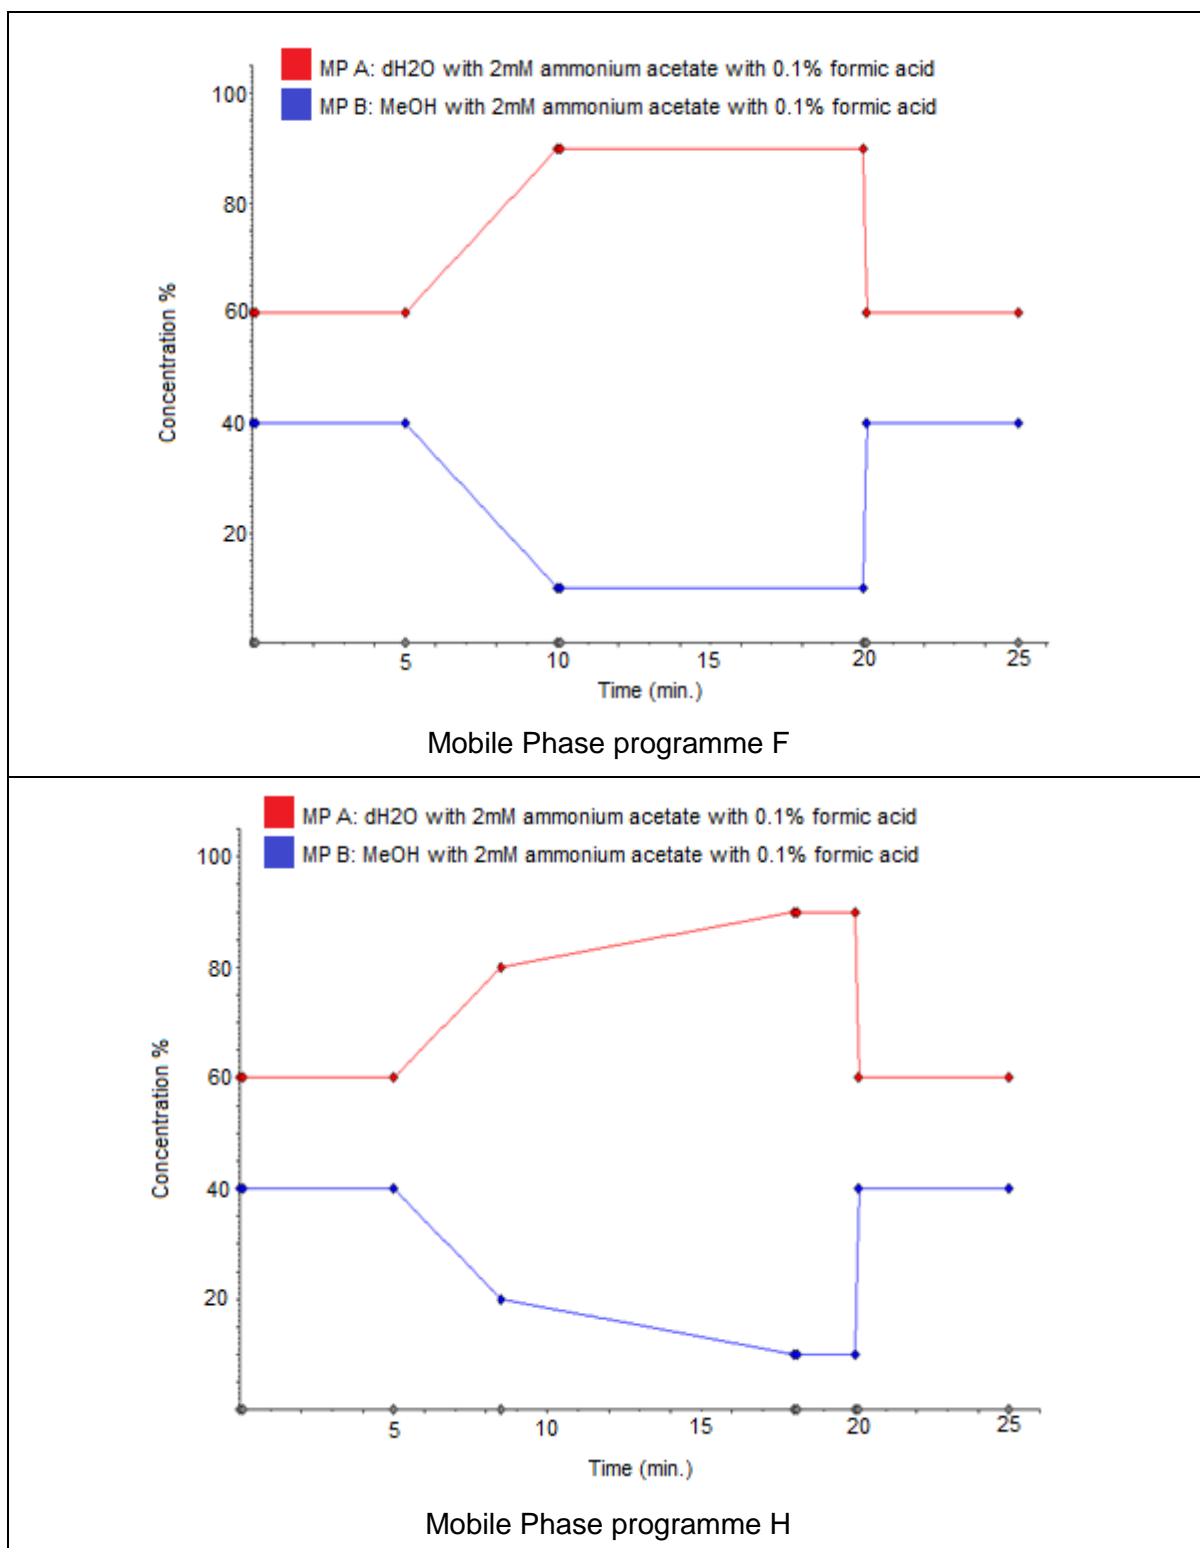 MP A: dH2O with 2mM ammonium acetate with 0.1% formic acid
MP B: MeOH with 2mM ammonium acetate with 0.1% formic acid
100
80
60
40
20
Concentration %
5 10 15 20 25
Time (min.)
Mobile Phase programme F
MP A: dH2O with 2mM ammonium acetate with 0.1% formic acid
MP B: MeOH with 2mM ammonium acetate with 0.1% formic acid
100
80
60
40
20
Concentration %
5 10 15 20 25
Time (min.)
Mobile Phase programme H